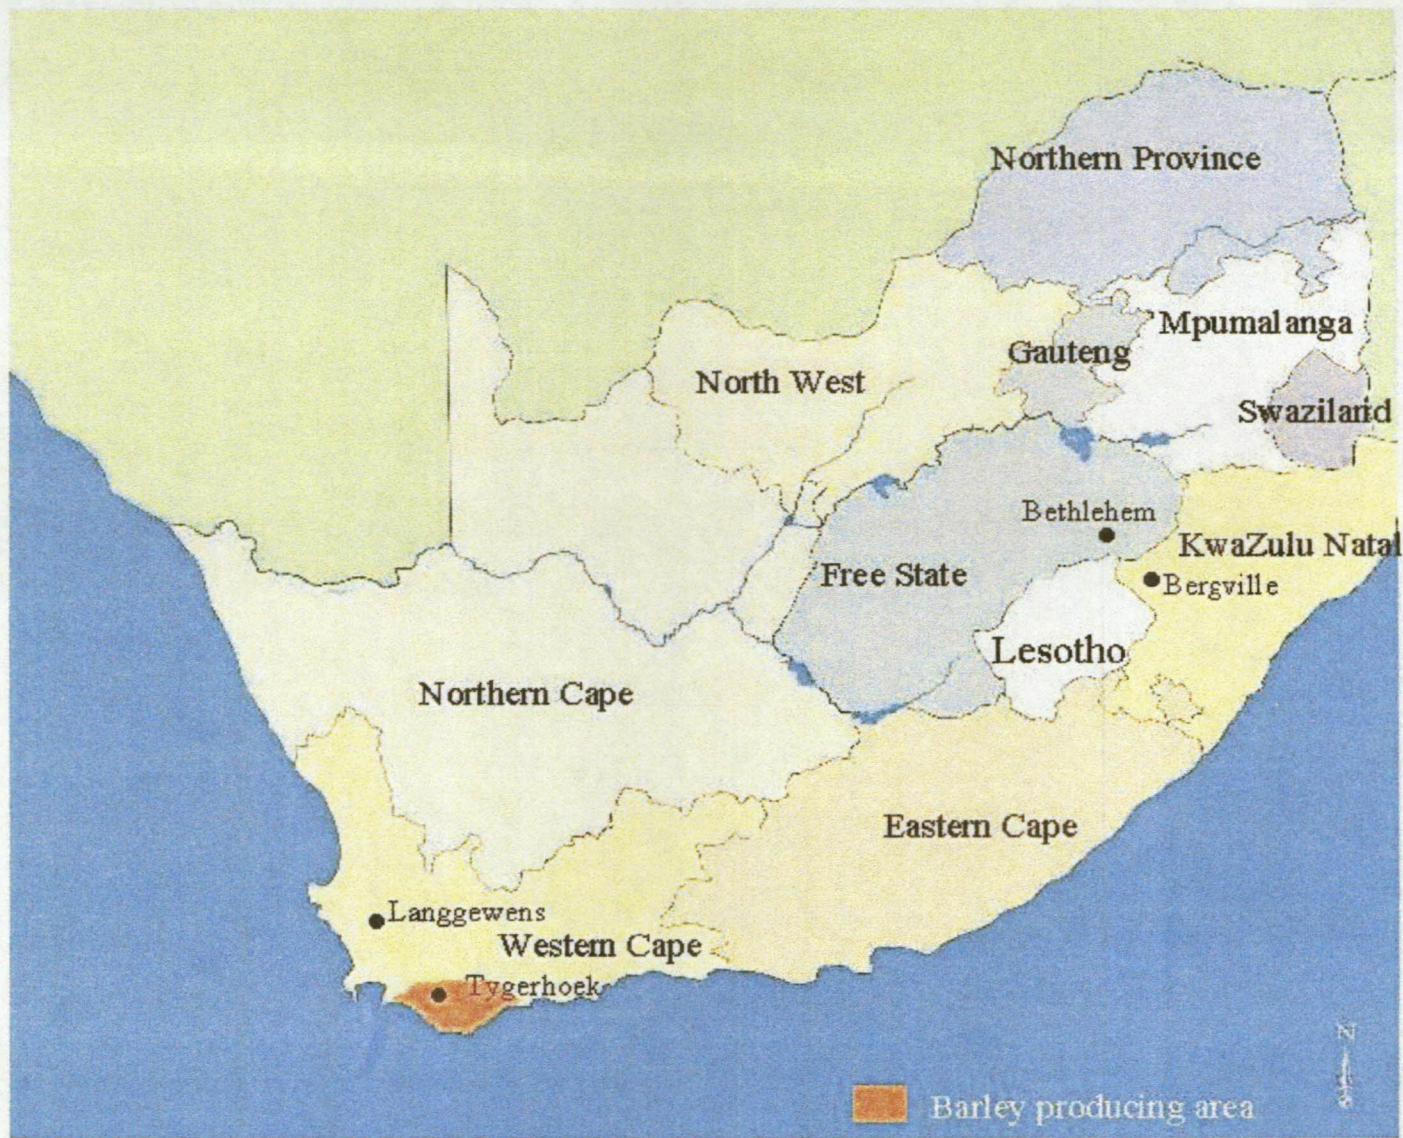 Northern Province
Mpumalanga
Gauteng
North West
Swaziland
Bethlehem
KwaZulu Natal
Free State
Bergville
Lesotho
Northern Cape
Eastern Cape
Langgewens
Western Cape
Tygerhoek
N
Barley producing area